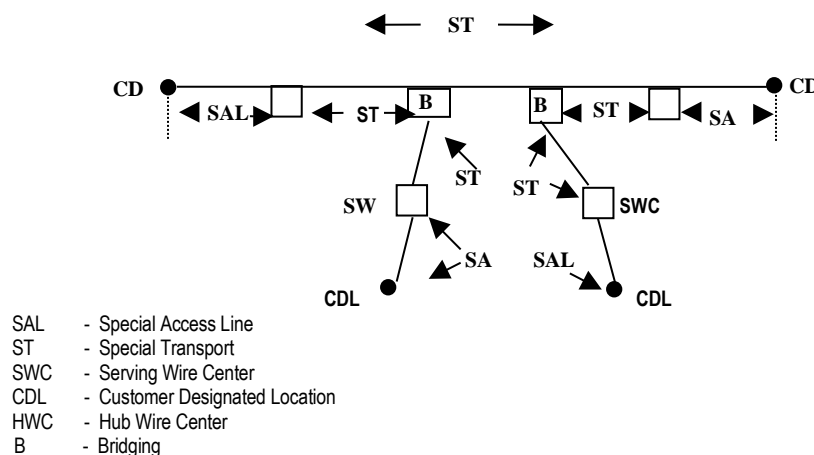 ST
CD
CD
SAL
ST
B
B
ST
SA
ST
ST
SW
SWC
SA
SAL
CDL
CDL
SAL - Special Access Line
ST - Special Transport
SWC - Serving Wire Center
CDL - Customer Designated Location
HWC - Hub Wire Center
B - Bridging